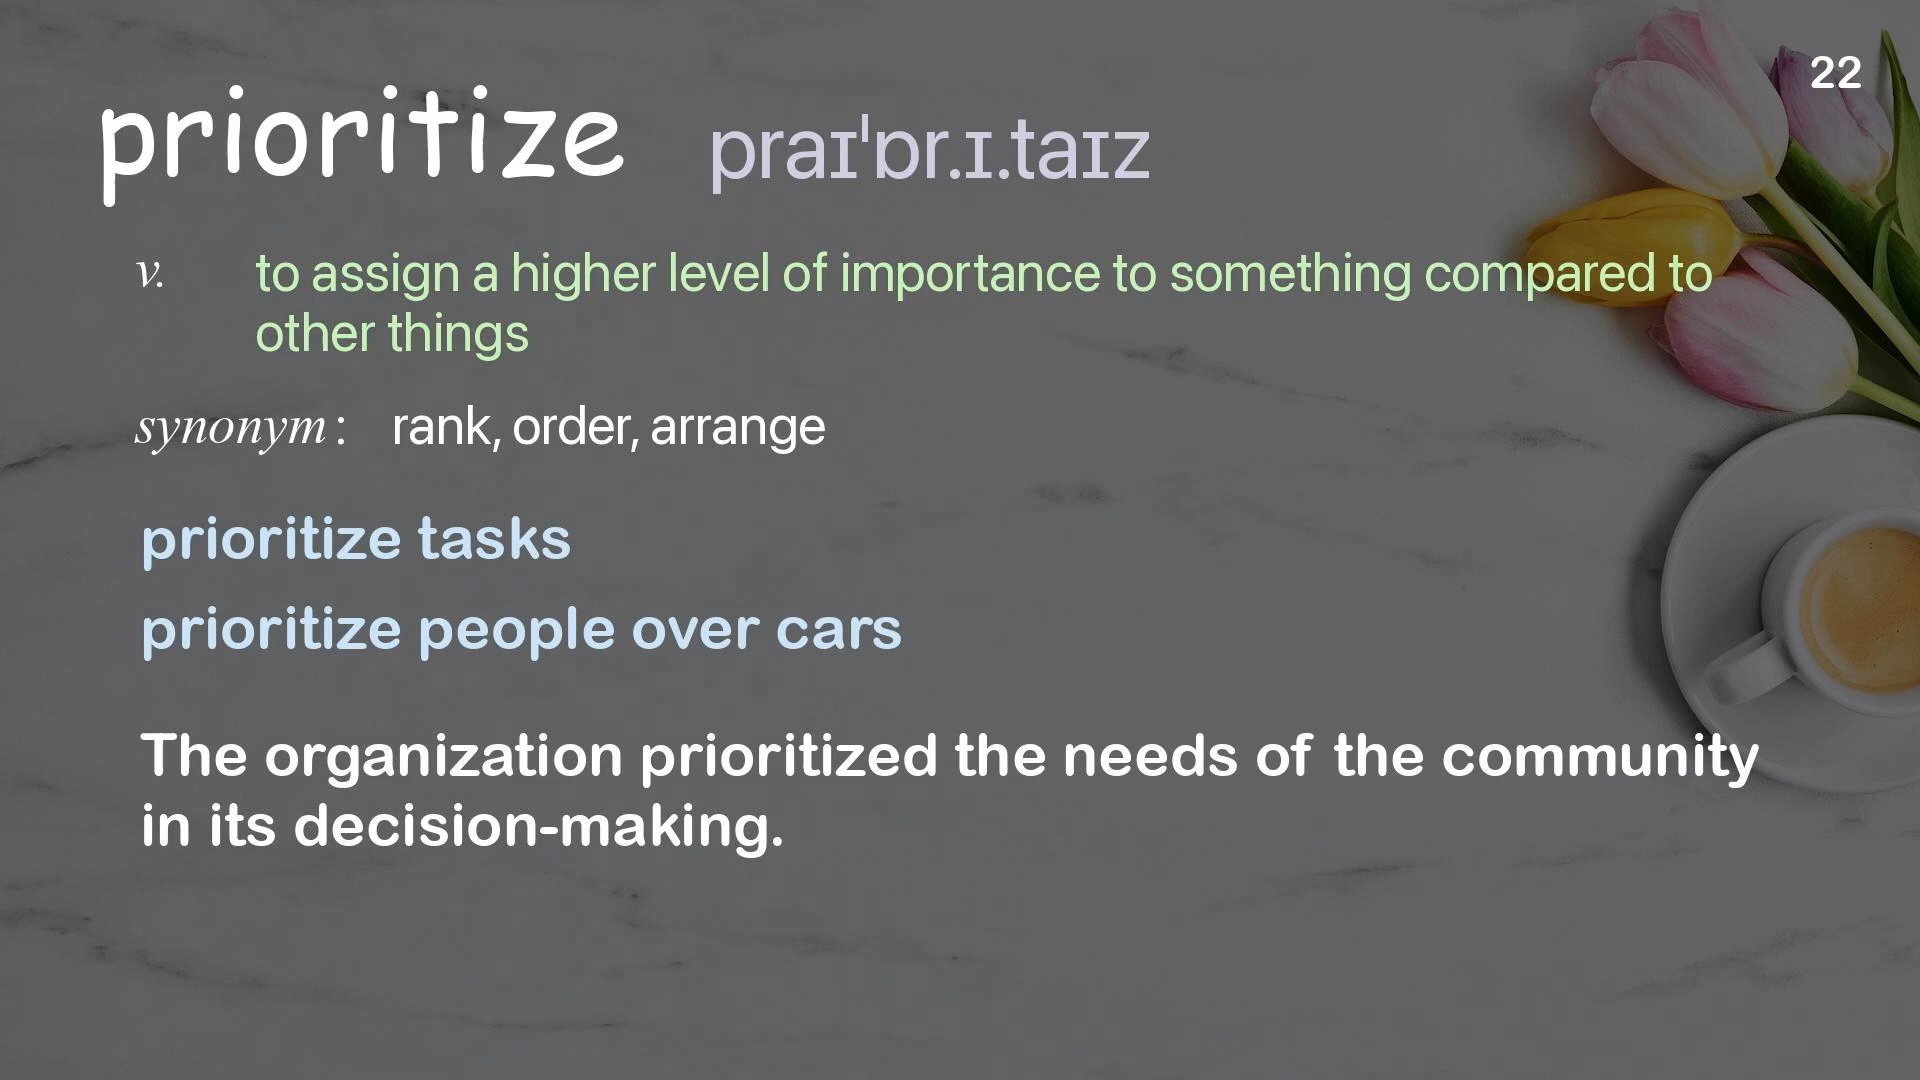 22
prioritize praɪˈɒr.ɪ.taɪz
v. to assign a higher level of importance to something compared to
other things
synonym : rank, order, arrange
prioritize tasks
prioritize people over cars
The organization prioritized the needs of the community
in its decision-making.